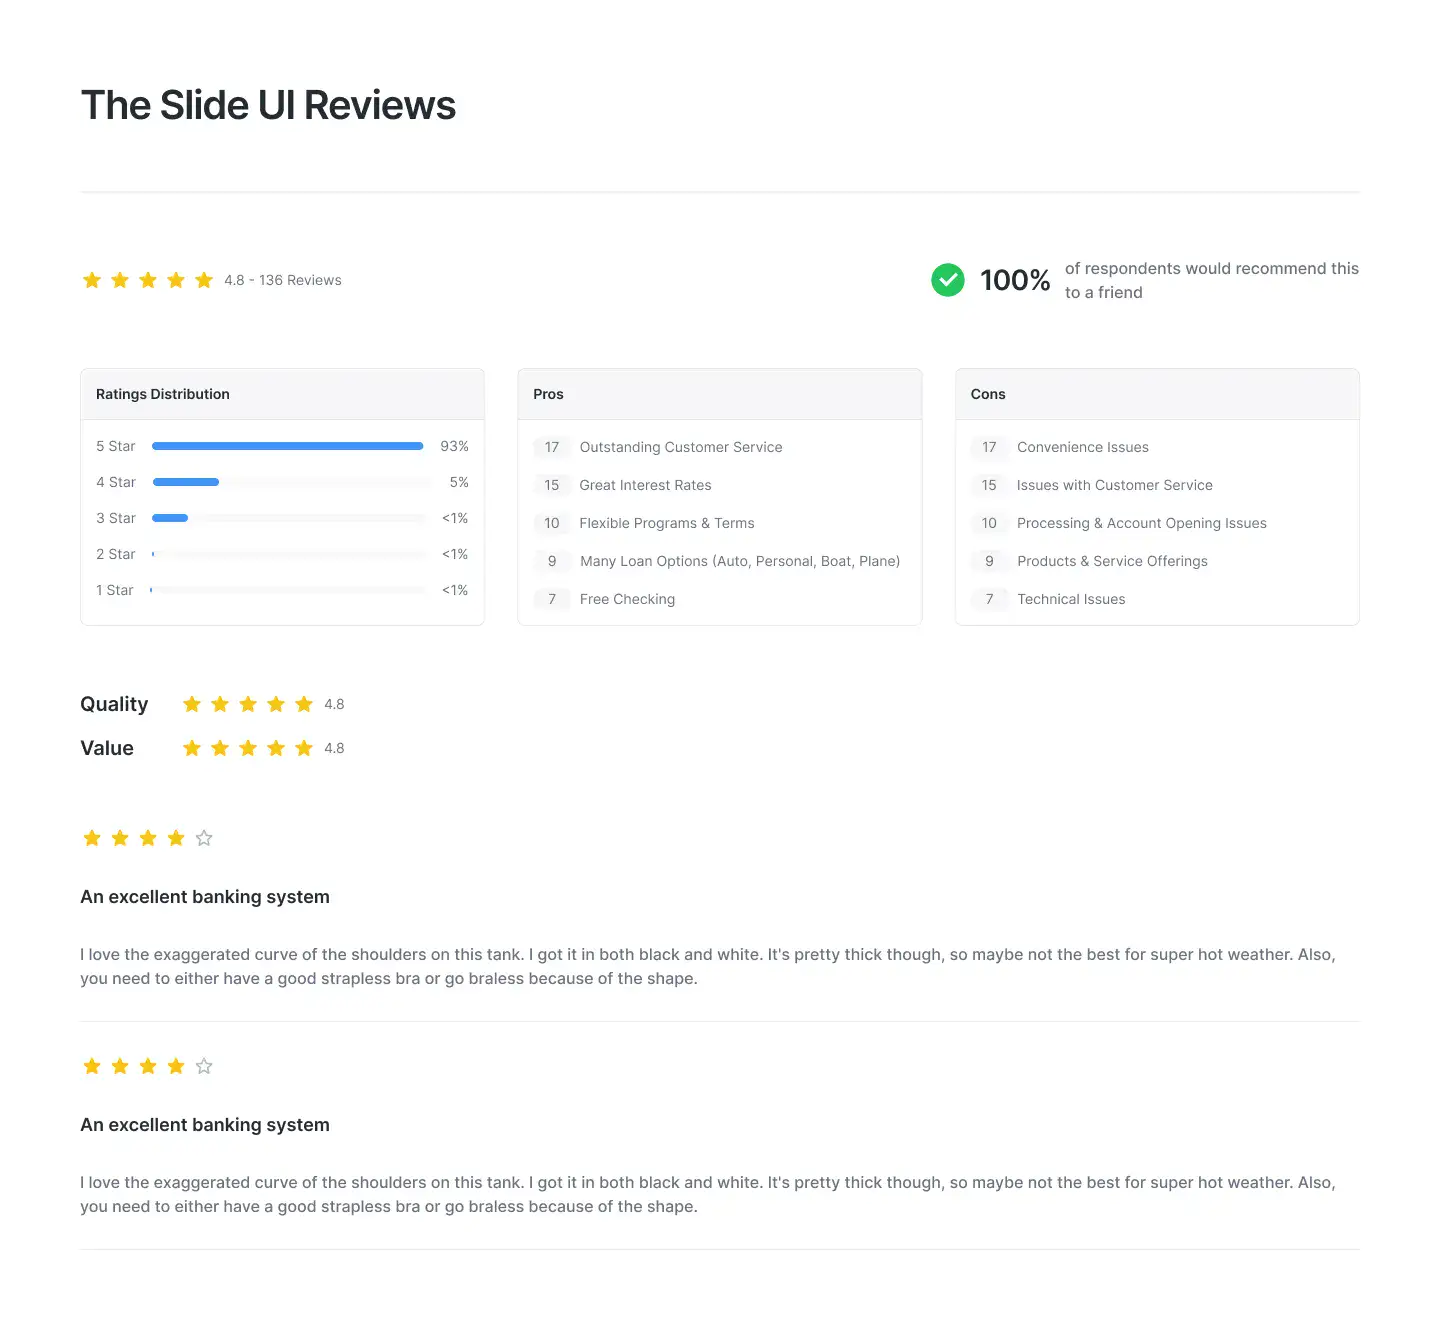 The Slide UI Reviews
4.8 - 136 Reviews
100%
of respondents would recommend this
to a friend
Ratings Distribution
5 Star 93%
4 Star 5%
3 Star <1%
2 Star <1%
1 Star <1%
Pros
17 Outstanding Customer Service
15 Great Interest Rates
10 Flexible Programs & Terms
9 Many Loan Options (Auto, Personal, Boat, Plane)
7 Free Checking
Cons
17 Convenience Issues
15 Issues with Customer Service
10 Processing & Account Opening Issues
9 Products & Service Offerings
7 Technical Issues
Quality 4.8
Value 4.8
An excellent banking system
I love the exaggerated curve of the shoulders on this tank. I got it in both black and white. It's pretty thick though, so maybe not the best for super hot weather. Also,
you need to either have a good strapless bra or go braless because of the shape.
An excellent banking system
I love the exaggerated curve of the shoulders on this tank. I got it in both black and white. It's pretty thick though, so maybe not the best for super hot weather. Also,
you need to either have a good strapless bra or go braless because of the shape.